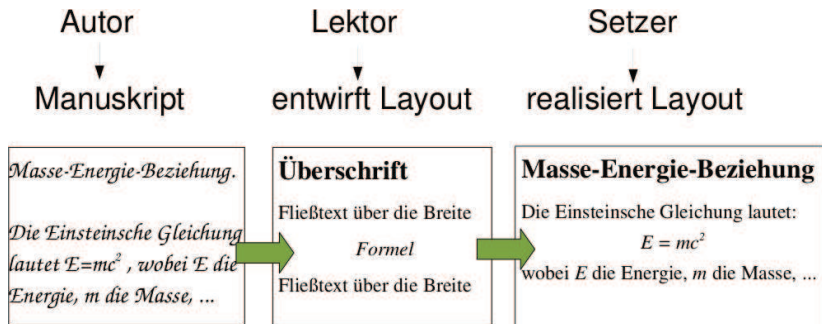 Autor
Lektor
Setzer
Manuskript
entwirft Layout
realisiert Layout
Masse-Energie-Beziehung.
Die Einsteinsche Gleichung
lautet E=mc² , wobei E die
Energie, m die Masse, ...
Überschrift
Fließtext über die Breite
Formel
Fließtext über die Breite
Masse-Energie-Beziehung
Die Einsteinsche Gleichung lautet:
E = mc²
wobei E die Energie, m die Masse, ...